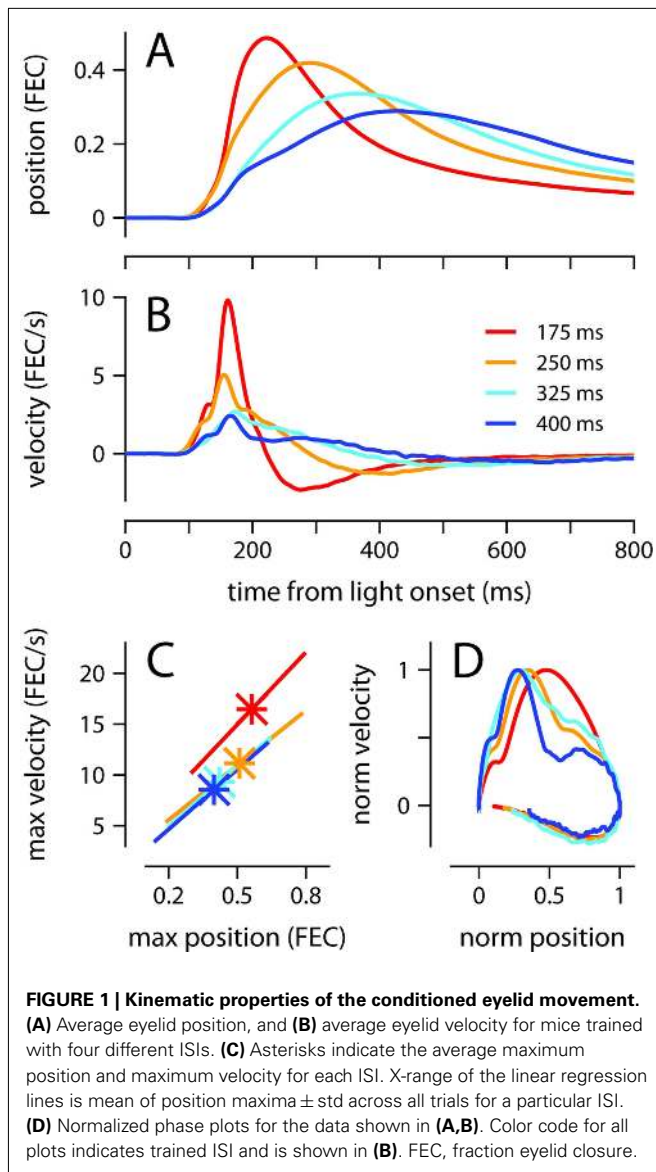 A
position (FEC)
0.4
0.2
0
B
velocity (FEC/s)
10
5
0
175 ms
250 ms
325 ms
400 ms
0 200 400 600 800
time from light onset (ms)
C
max velocity (FEC/s)
20
15
10
5
0.2 0.5 0.8
max position (FEC)
D
norm velocity
1
0
0 0.5 1
norm position
FIGURE 1 | Kinematic properties of the conditioned eyelid movement.
(A) Average eyelid position, and (B) average eyelid velocity for mice trained
with four different ISIs. (C) Asterisks indicate the average maximum
position and maximum velocity for each ISI. X-range of the linear regression
lines is mean of position maxima ± std across all trials for a particular ISI.
(D) Normalized phase plots for the data shown in (A,B). Color code for all
plots indicates trained ISI and is shown in (B). FEC, fraction eyelid closure.